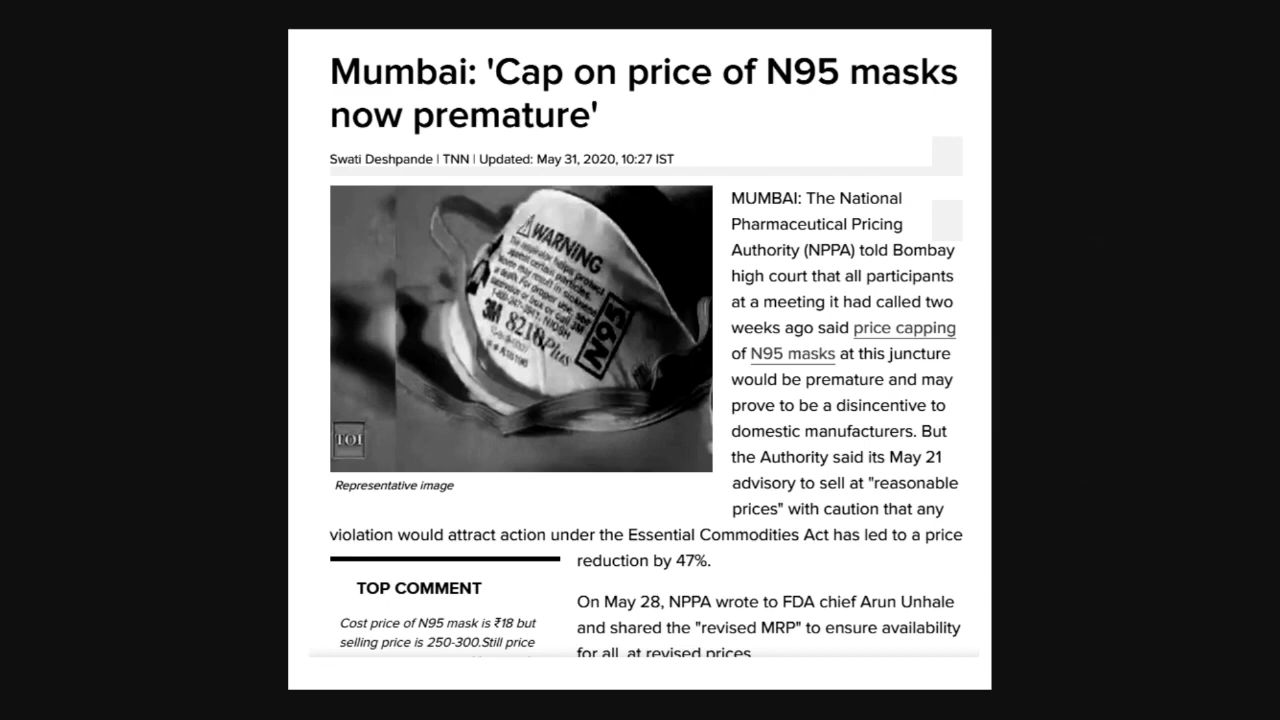 Mumbai: 'Cap on price of N95 masks
now premature'
Swati Deshpande | TNN | Updated: May 31, 2020, 10:27 IST
WARNING
3M 8210 Plus
N95
TOI
Representative image
MUMBAI: The National
Pharmaceutical Pricing
Authority (NPPA) told Bombay
high court that all participants
at a meeting it had called two
weeks ago said price capping
of N95 masks at this juncture
would be premature and may
prove to be a disincentive to
domestic manufacturers. But
the Authority said its May 21
advisory to sell at "reasonable
prices" with caution that any
violation would attract action under the Essential Commodities Act has led to a price
reduction by 47%.
TOP COMMENT
Cost price of N95 mask is ₹18 but
selling price is 250-300.Still price
On May 28, NPPA wrote to FDA chief Arun Unhale
and shared the "revised MRP" to ensure availability
for all, at revised prices